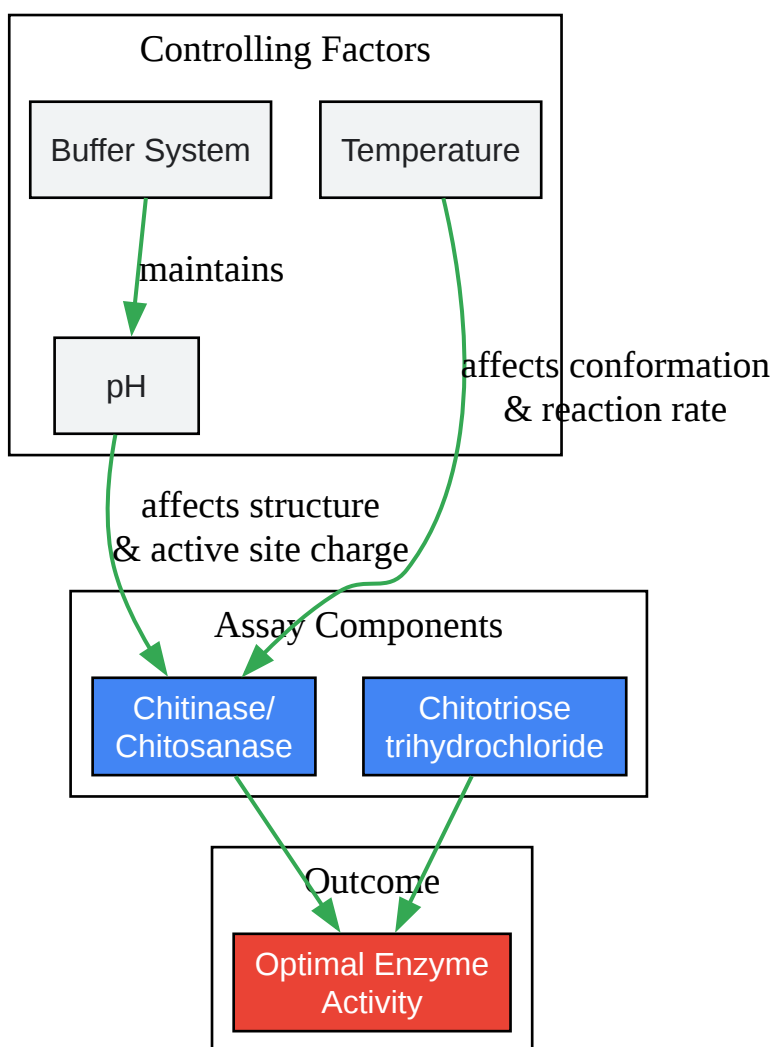 Controlling Factors
Buffer System
Temperature
maintains
pH
affects conformation
& reaction rate
affects structure
& active site charge
Assay Components
Chitinase/
Chitosanase
Chitotriose
trihydrochloride
Outcome
Optimal Enzyme
Activity